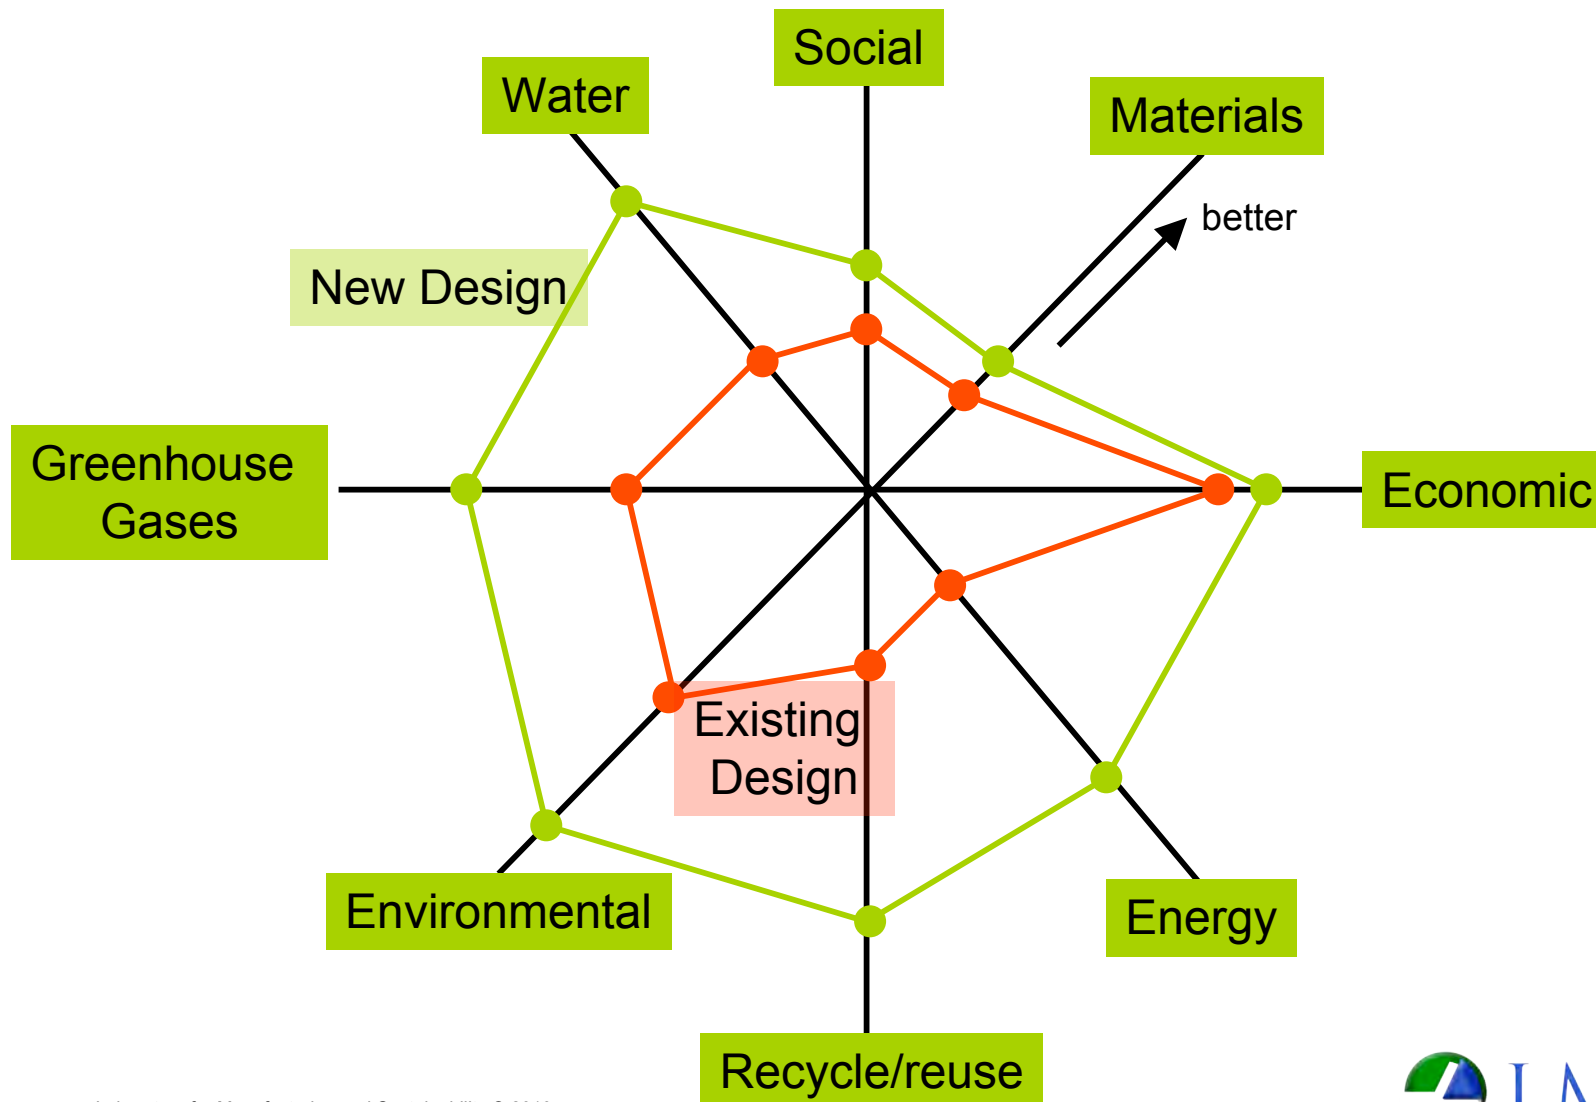 Social
Water
Materials
better
New Design
Greenhouse
Gases
Economic
Existing
Design
Environmental
Energy
Recycle/reuse